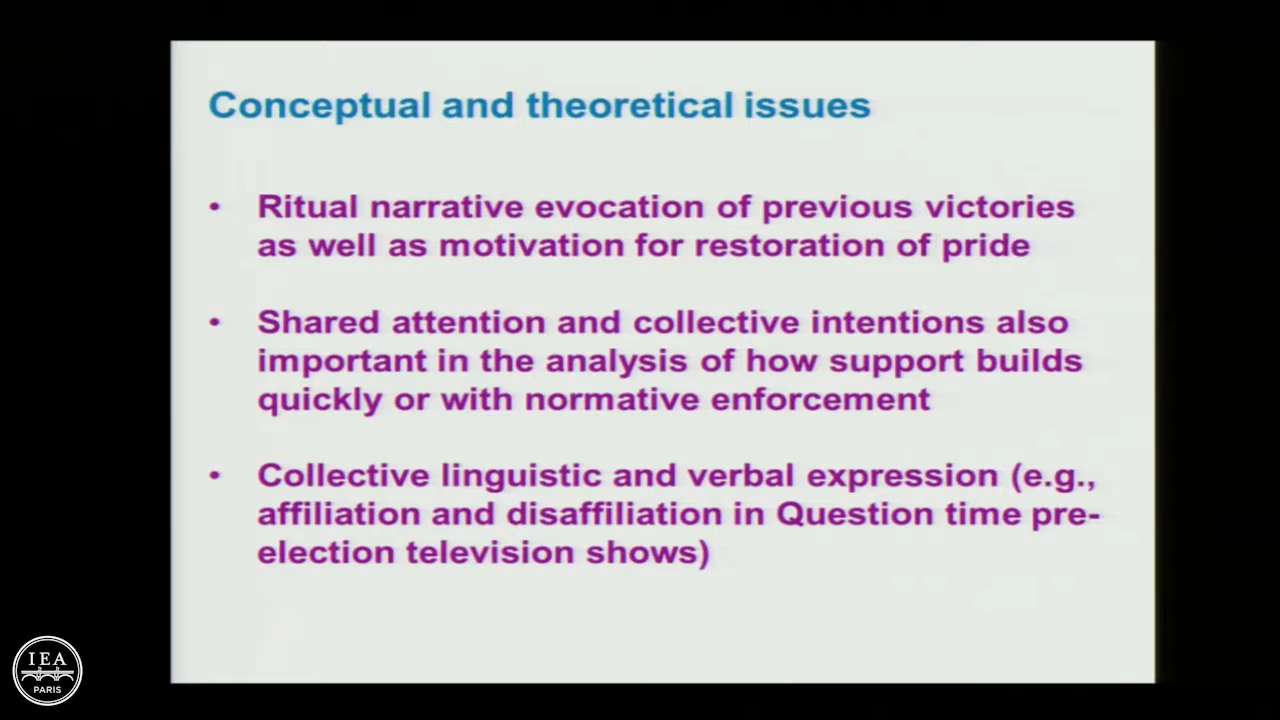 Conceptual and theoretical issues
• Ritual narrative evocation of previous victories
as well as motivation for restoration of pride
• Shared attention and collective intentions also
important in the analysis of how support builds
quickly or with normative enforcement
• Collective linguistic and verbal expression (e.g.,
affiliation and disaffiliation in Question time pre-
election television shows)
IEA
PARIS